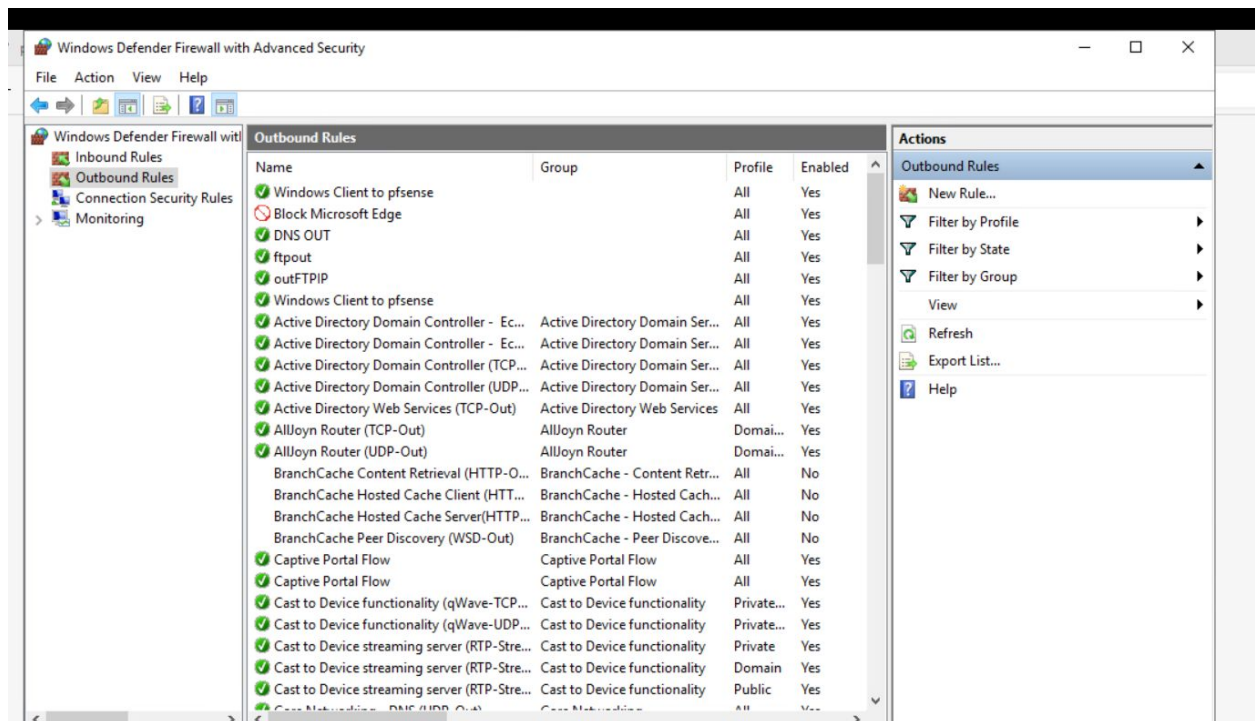 Windows Defender Firewall with Advanced Security
File Action View Help
Windows Defender Firewall witl
Inbound Rules
Outbound Rules
Connection Security Rules
Monitoring
Outbound Rules
Name Group Profile Enabled
Windows Client to pfsense All Yes
Block Microsoft Edge All Yes
DNS OUT All Yes
ftpout All Yes
outFTPIP All Yes
Windows Client to pfsense All Yes
Active Directory Domain Controller - Ec... Active Directory Domain Ser... All Yes
Active Directory Domain Controller - Ec... Active Directory Domain Ser... All Yes
Active Directory Domain Controller (TCP... Active Directory Domain Ser... All Yes
Active Directory Domain Controller (UDP... Active Directory Domain Ser... All Yes
Active Directory Web Services (TCP-Out) Active Directory Web Services All Yes
AllJoyn Router (TCP-Out) AllJoyn Router Domai... Yes
AllJoyn Router (UDP-Out) AllJoyn Router Domai... Yes
BranchCache Content Retrieval (HTTP-O... BranchCache - Content Retr... All No
BranchCache Hosted Cache Client (HTT... BranchCache - Hosted Cach... All No
BranchCache Hosted Cache Server(HTTP... BranchCache - Hosted Cach... All No
BranchCache Peer Discovery (WSD-Out) BranchCache - Peer Discove... All No
Captive Portal Flow Captive Portal Flow All Yes
Captive Portal Flow Captive Portal Flow All Yes
Cast to Device functionality (qWave-TCP... Cast to Device functionality Private... Yes
Cast to Device functionality (qWave-UDP... Cast to Device functionality Private... Yes
Cast to Device streaming server (RTP-Stre... Cast to Device functionality Private Yes
Cast to Device streaming server (RTP-Stre... Cast to Device functionality Domain Yes
Cast to Device streaming server (RTP-Stre... Cast to Device functionality Public Yes
Core Networking - DNS (UDP-Out) Core Networking All Yes
Actions
Outbound Rules
New Rule...
Filter by Profile
Filter by State
Filter by Group
View
Refresh
Export List...
Help